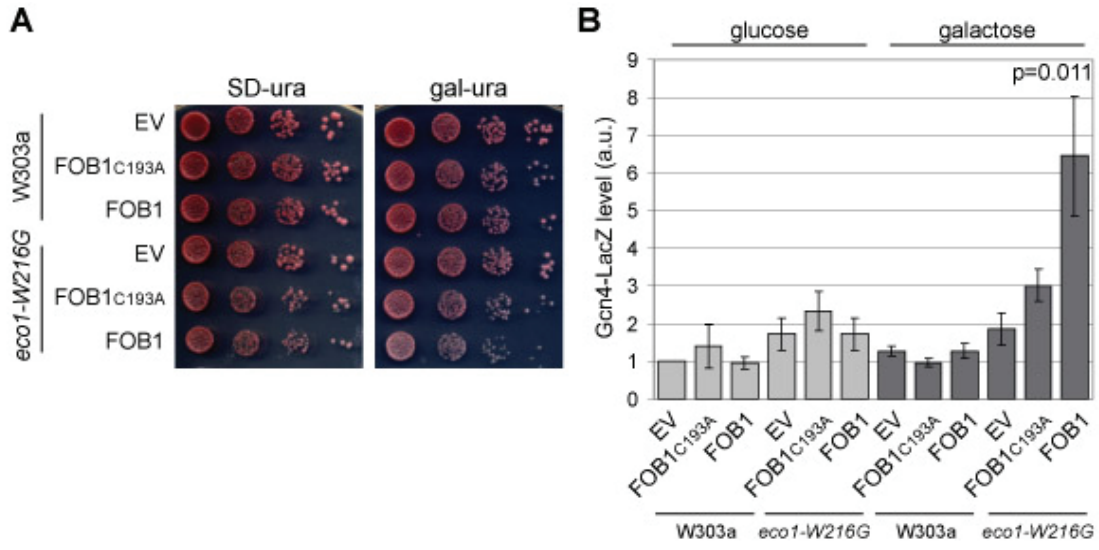 A
SD-ura gal-ura
W303a
EV
FOB1C193A
FOB1
eco1-W216G
EV
FOB1C193A
FOB1
B
glucose galactose
p=0.011
Gcn4-LacZ level (a.u.)
9
8
7
6
5
4
3
2
1
0
EV FOB1C193A FOB1 EV FOB1C193A FOB1 EV FOB1C193A FOB1 EV FOB1C193A FOB1
W303a eco1-W216G W303a eco1-W216G